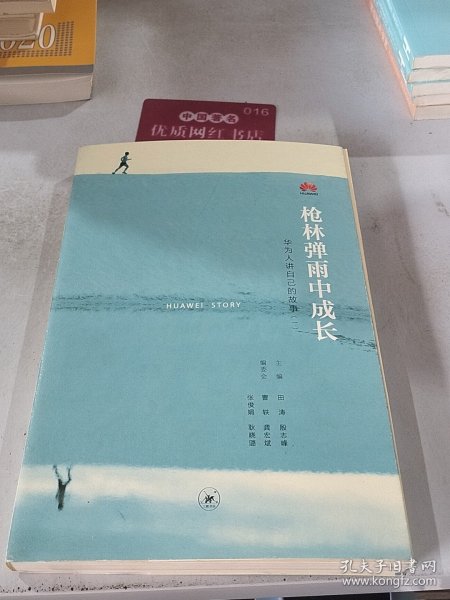 020
016
中国著名
优质网红书店
HUAWEI
枪林弹雨中成长
华为人讲自己的故事(一)
HUAWEI STORY
主编
田涛 殷志峰
编委会
曹轶 龚宏斌
张俊娟 耿晓璐
孔夫子旧书网
www.kongfz.com